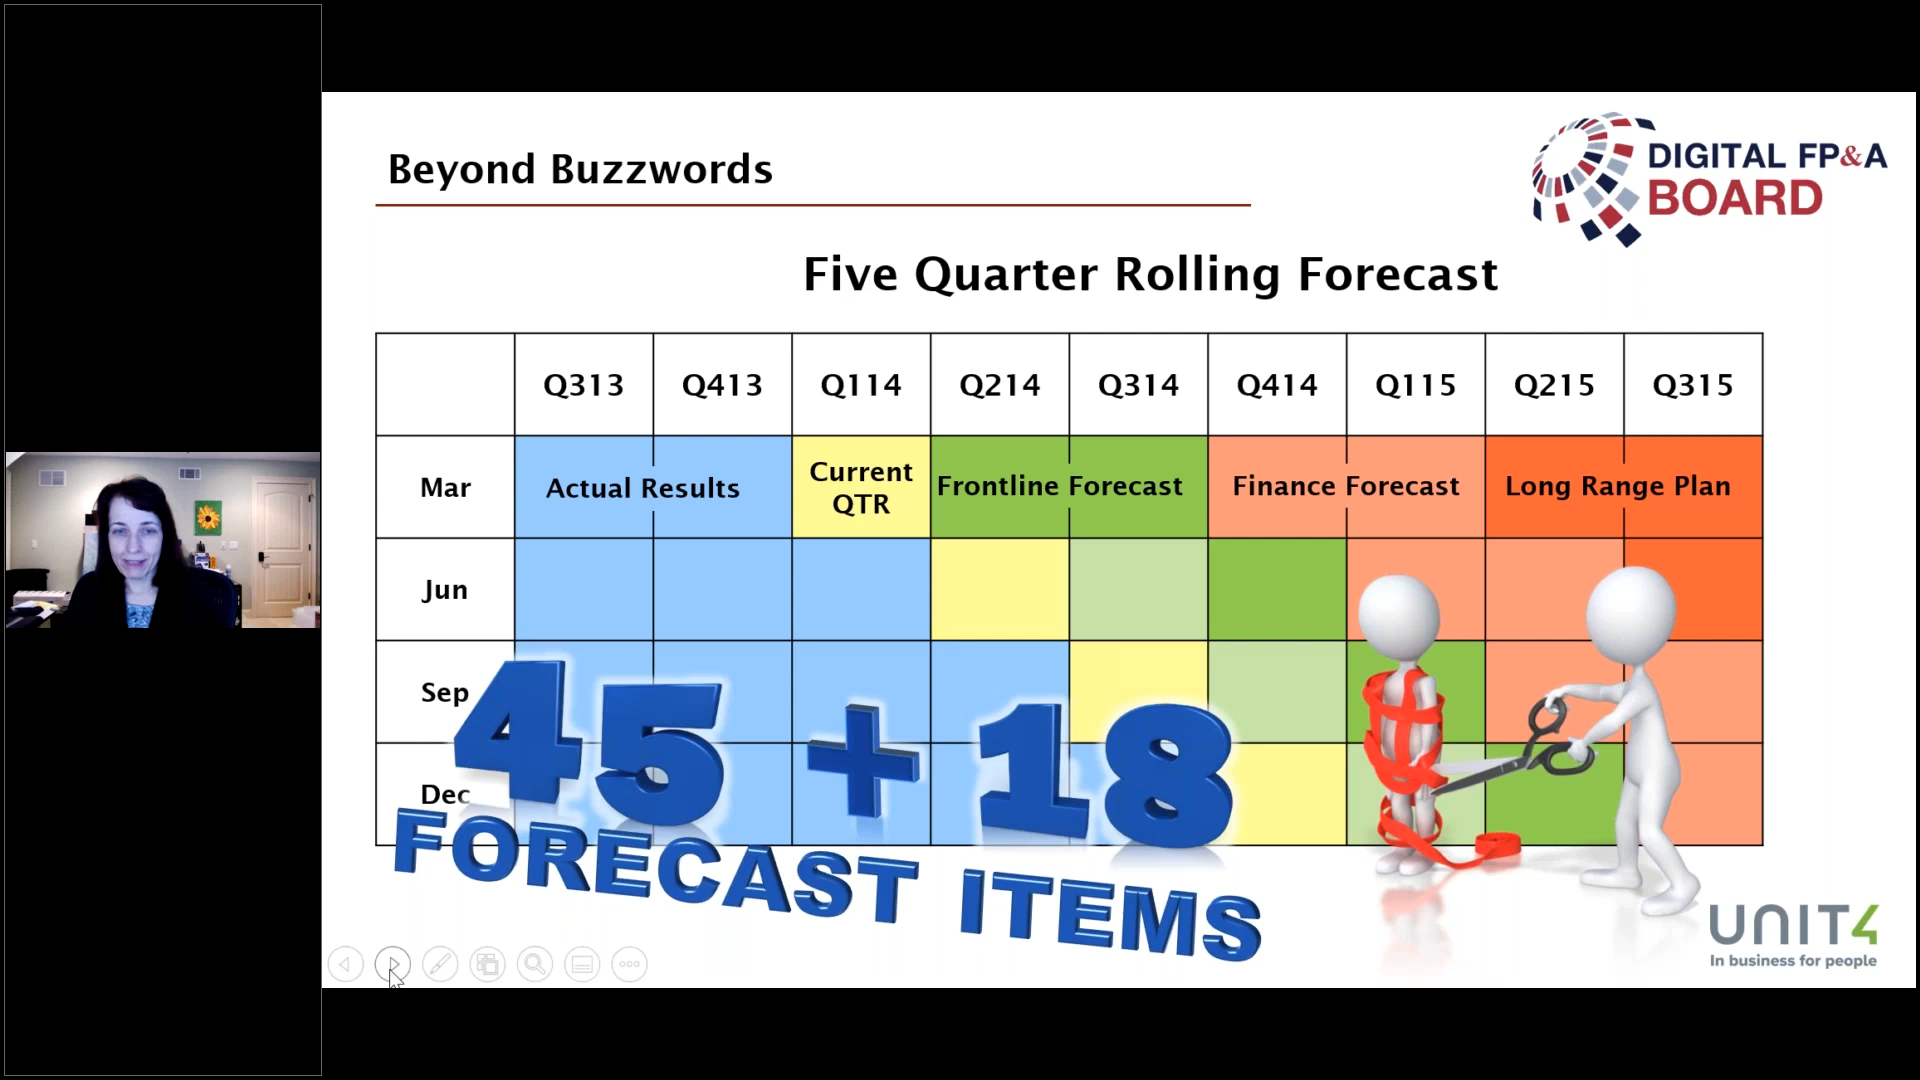 Beyond Buzzwords
DIGITAL FP&A
BOARD
Five Quarter Rolling Forecast
Q313 Q413 Q114 Q214 Q314 Q414 Q115 Q215 Q315
Mar Actual Results Current QTR Frontline Forecast Finance Forecast Long Range Plan
Jun
Sep
Dec
45 + 18
FORECAST ITEMS
UNIT4
In business for people